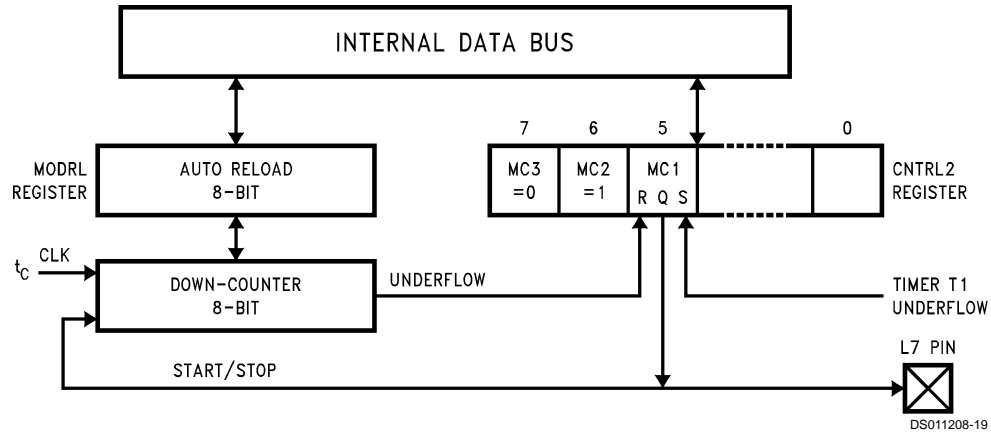 INTERNAL DATA BUS
7 6 5 0
MODRL
REGISTER
AUTO RELOAD
8-BIT
MC3
=0
MC2
=1
MC1
R Q S
CNTRL2
REGISTER
tC CLK
DOWN-COUNTER
8-BIT
UNDERFLOW
TIMER T1
UNDERFLOW
START/STOP
L7 PIN
DS011208-19